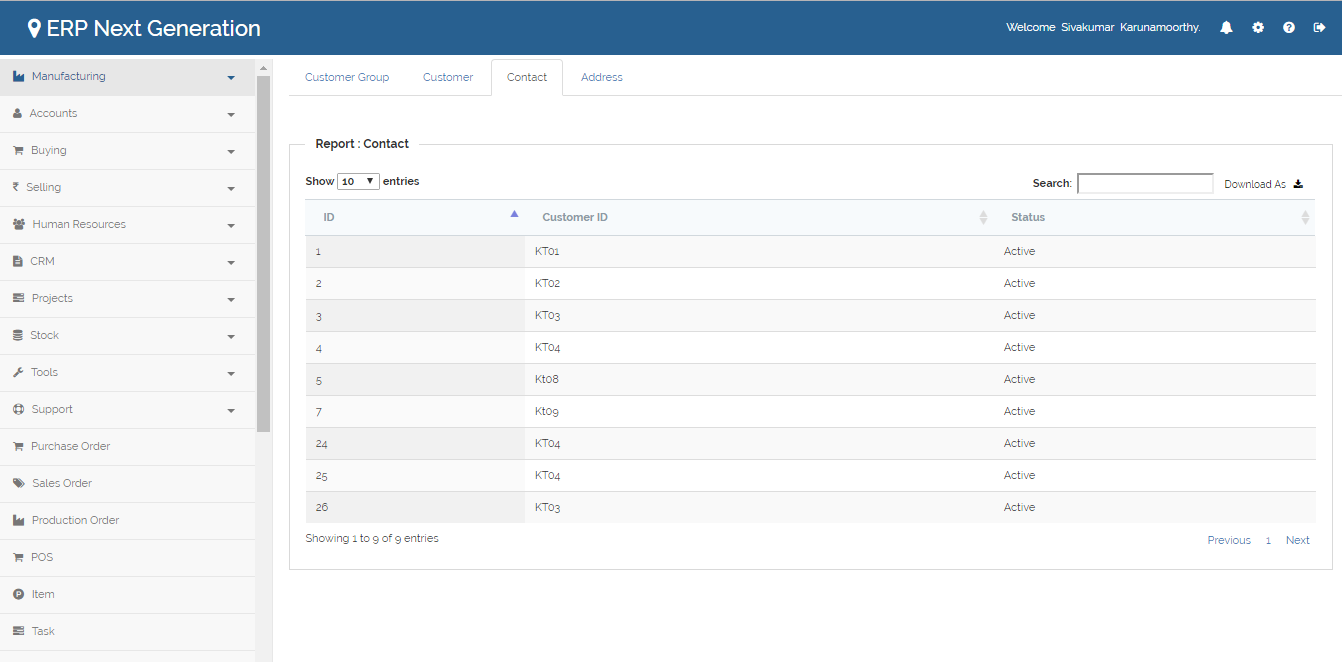 ERP Next Generation
Welcome Sivakumar Karunamoorthy.
Manufacturing
Accounts
Buying
Selling
Human Resources
CRM
Projects
Stock
Tools
Support
Purchase Order
Sales Order
Production Order
POS
Item
Task
Customer Group Customer Contact Address
Report : Contact
Show 10 entries
Search: Download As
ID Customer ID Status
1 KT01 Active
2 KT02 Active
3 KT03 Active
4 KT04 Active
5 Kt08 Active
7 Kt09 Active
24 KT04 Active
25 KT04 Active
26 KT03 Active
Showing 1 to 9 of 9 entries
Previous 1 Next